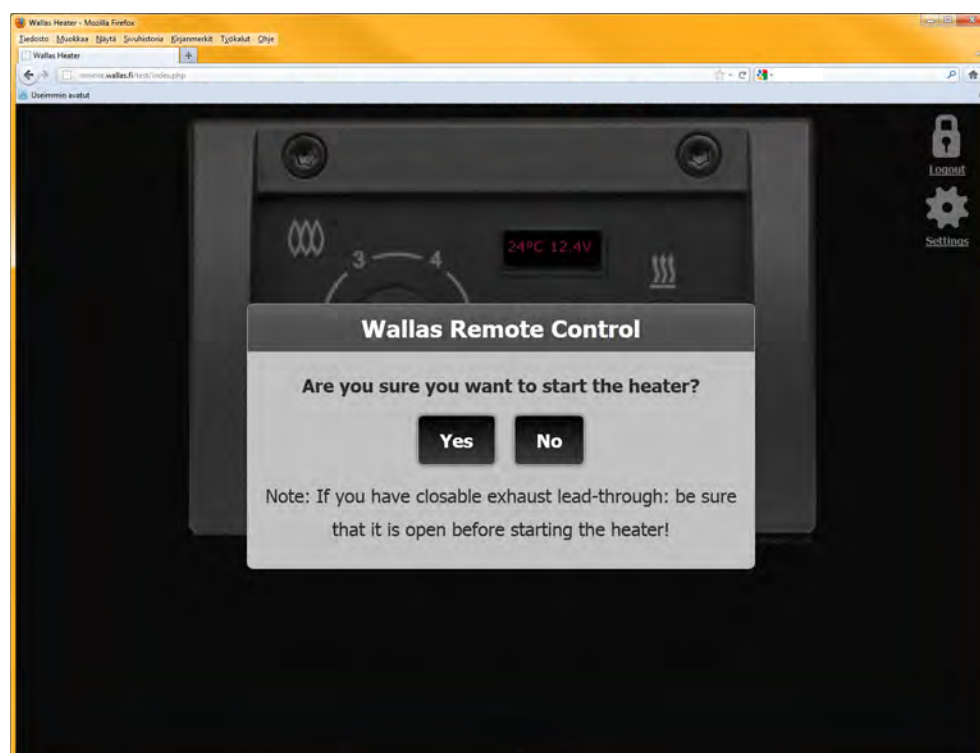 Wallas Heater - Mozilla Firefox
Tiedosto Muokkaa Näytä Sivuhistoria Kirjanmerkit Työkalut Ohje
Wallas Heater +
remote.wallas.fi/test/index.php
Useimmin avatut
Logout
Settings
24°C 12.4V
3 4
Wallas Remote Control
Are you sure you want to start the heater?
Yes No
Note: If you have closable exhaust lead-through: be sure
that it is open before starting the heater!